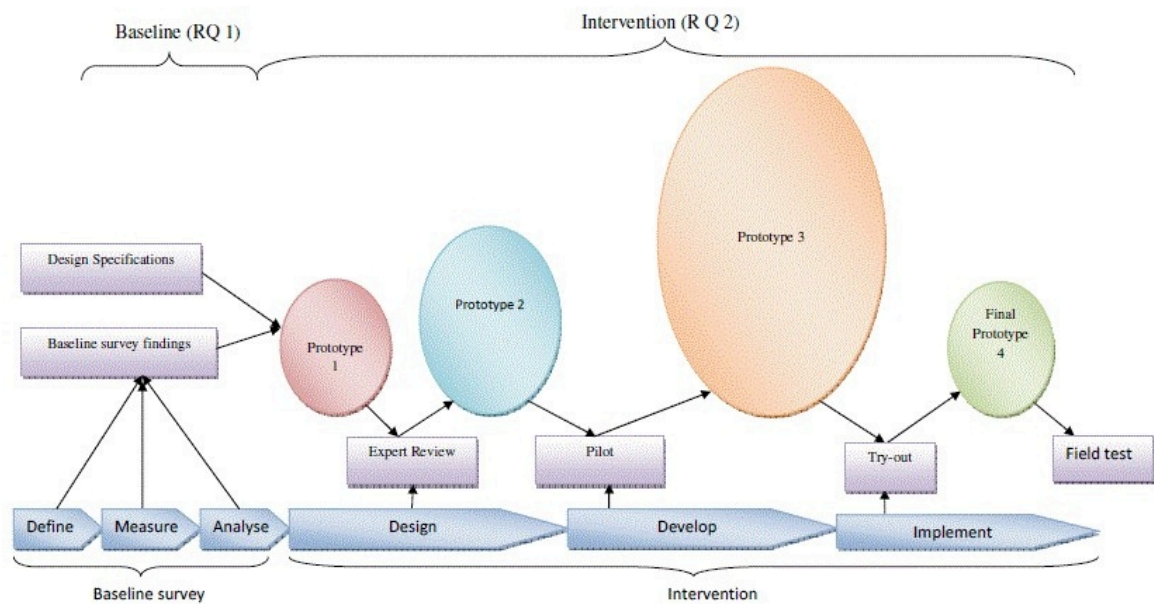 Baseline (RQ 1)
Intervention (R Q 2)
Design Specifications
Baseline survey findings
Prototype
1
Prototype 2
Prototype 3
Final
Prototype
4
Expert Review
Pilot
Try-out
Field test
Define
Measure
Analyse
Design
Develop
Implement
Baseline survey
Intervention